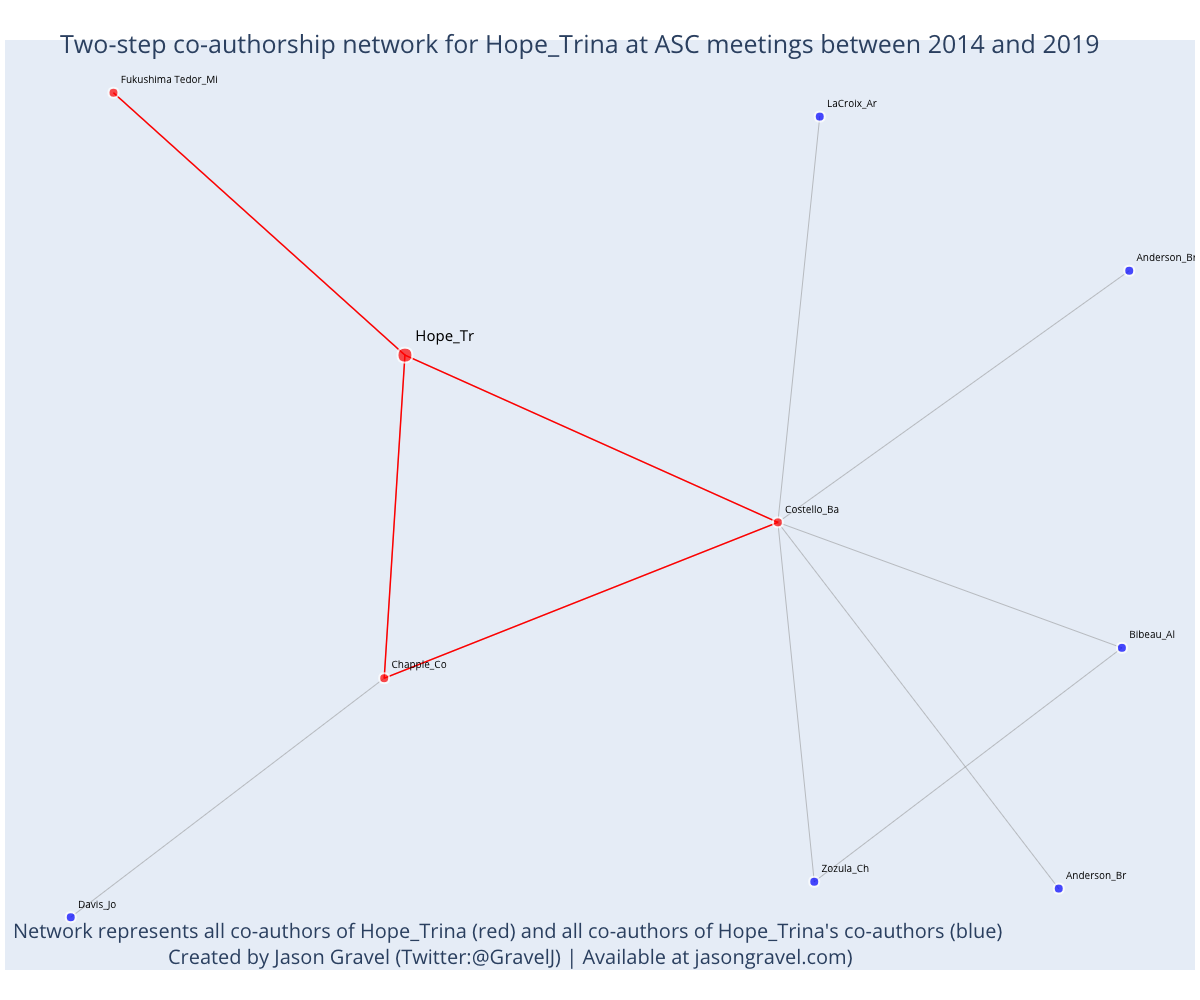 Two-step co-authorship network for Hope_Trina at ASC meetings between 2014 and 2019
Fukushima Tedor_Mi
LaCroix_Ar
Anderson_Br
Hope_Tr
Costello_Ba
Bibeau_Al
Chapple_Co
Zozula_Ch
Anderson_Br
Davis_Jo
Network represents all co-authors of Hope_Trina (red) and all co-authors of Hope_Trina's co-authors (blue)
Created by Jason Gravel (Twitter:@GravelJ) | Available at jasongravel.com)